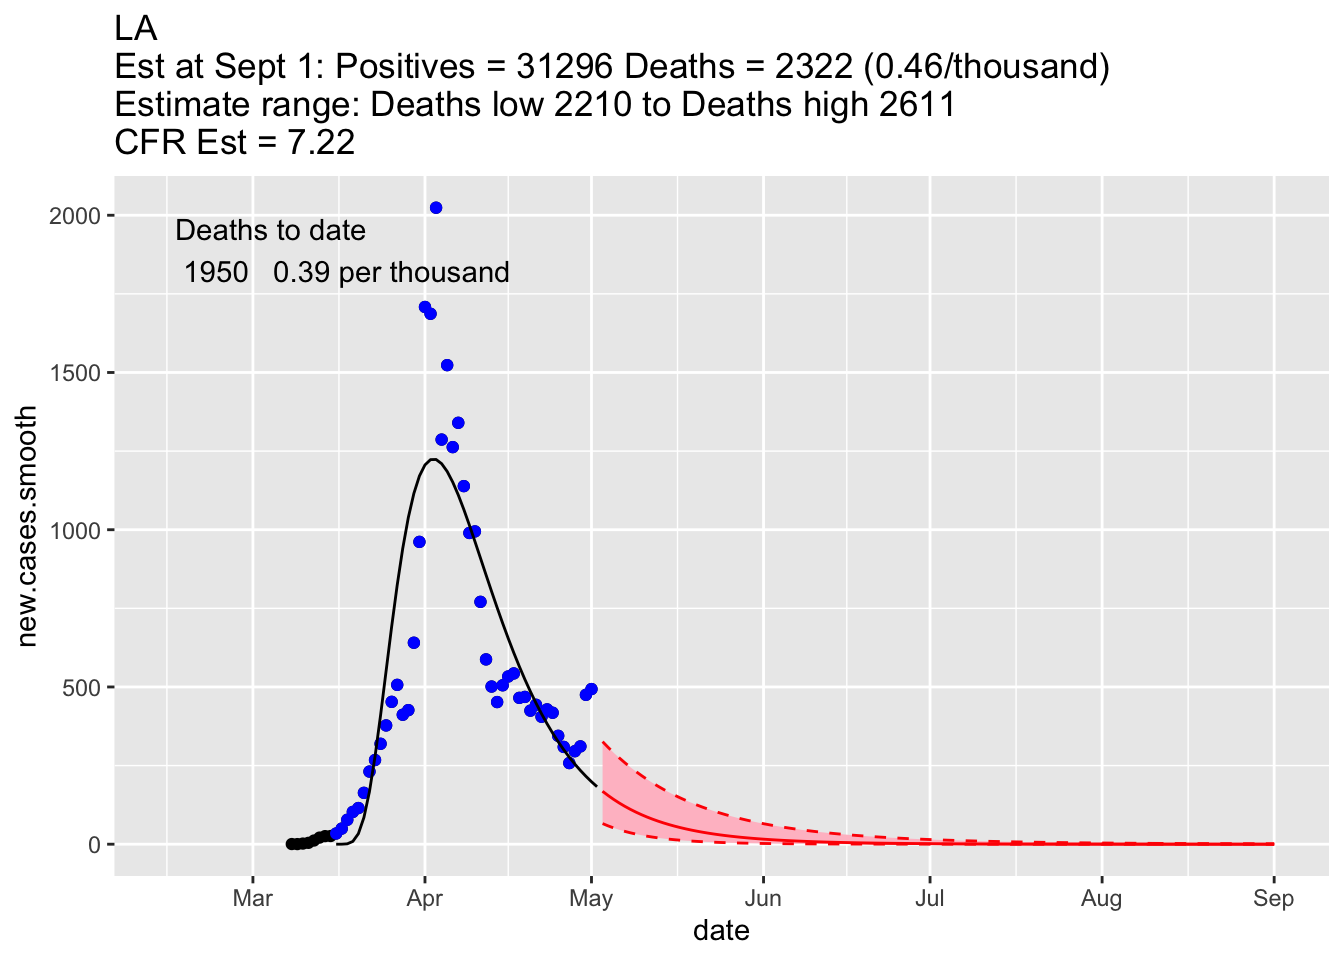 LA
Est at Sept 1: Positives = 31296 Deaths = 2322 (0.46/thousand)
Estimate range: Deaths low 2210 to Deaths high 2611
CFR Est = 7.22
Deaths to date
1950 0.39 per thousand
new.cases.smooth
2000
1500
1000
500
0
Mar Apr May Jun Jul Aug Sep
date